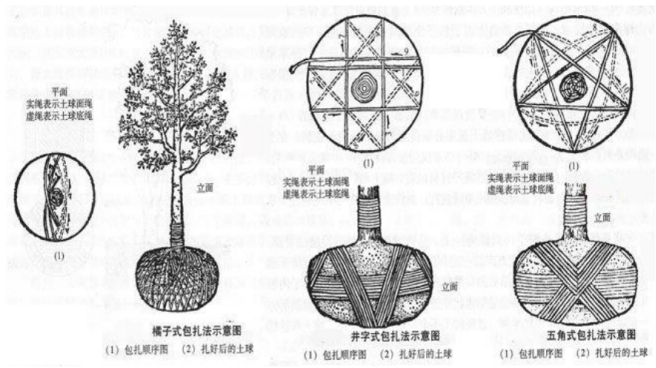 平面
实绳表示土球面绳
虚绳表示土球底绳
(1)
立面
橘子式包扎法示意图
(1) 包扎顺序图 (2) 扎好后的土球
(1)
平面
实绳表示土球面绳
虚绳表示土球底绳
立面
井字式包扎法示意图
(1) 包扎顺序图 (2) 扎好后的土球
平面
实绳表示土球面绳
虚绳表示土球底绳
立面
五角式包扎法示意图
(1) 包扎顺序图 (2) 扎好后的土球